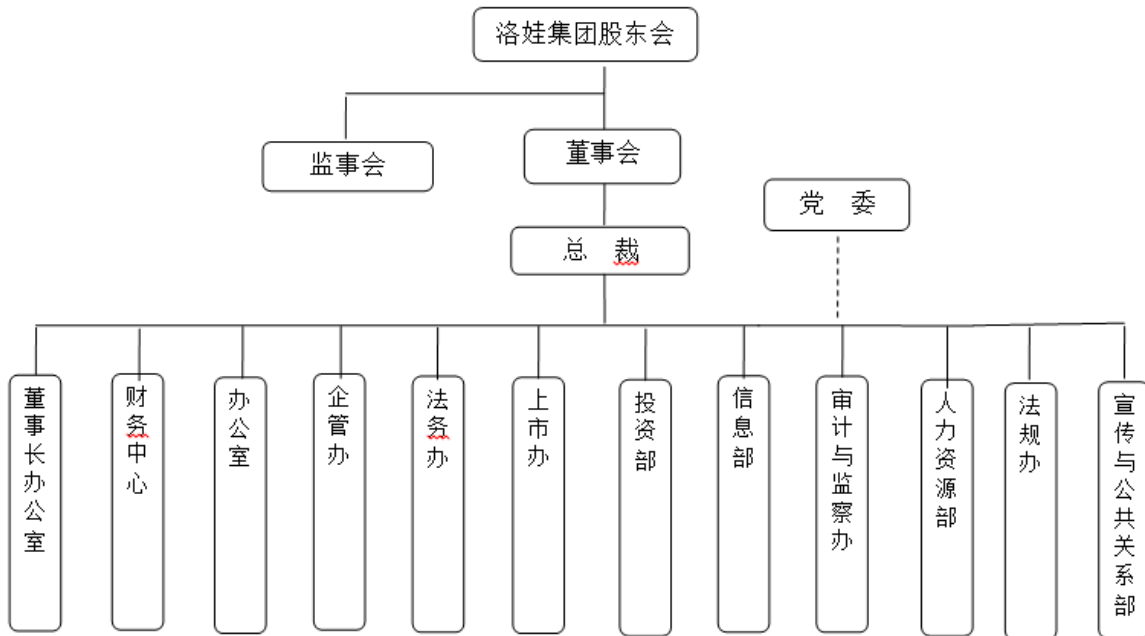 洛娃集团股东会
监事会
董事会
党　委
总　裁
董事长办公室
财务中心
办公室
企管办
法务办
上市办
投资部
信息部
审计与监察办
人力资源部
法规办
宣传与公共关系部